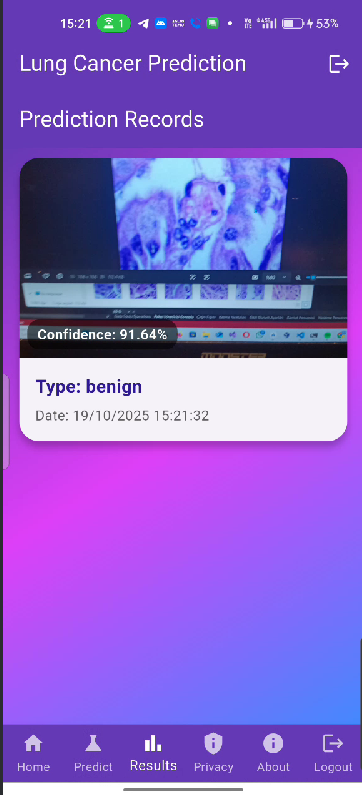 15:21
1
53%
Lung Cancer Prediction
Prediction Records
Confidence: 91.64%
Type: benign
Date: 19/10/2025 15:21:32
Home
Predict
Results
Privacy
About
Logout